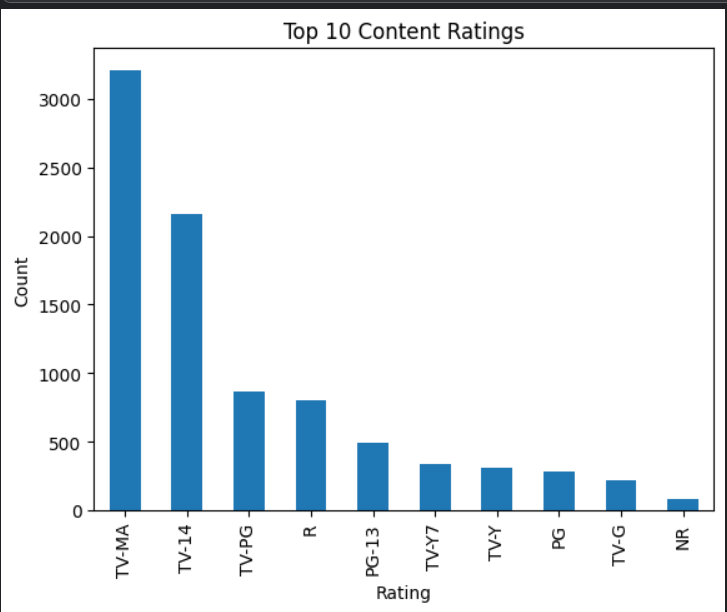 Top 10 Content Ratings
3000
2500
2000
1500
1000
500
0
Count
TV-MA
TV-14
TV-PG
R
PG-13
TV-Y7
TV-Y
PG
TV-G
NR
Rating